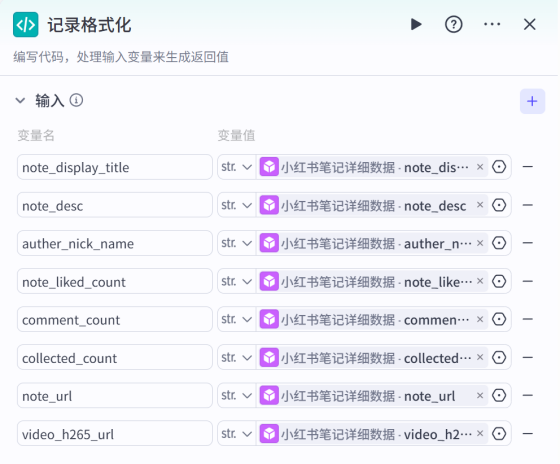 记录格式化
编写代码，处理输入变量来生成返回值
输入
变量名 变量值
note_display_title str. 小红书笔记详细数据 · note_dis···
note_desc str. 小红书笔记详细数据 · note_desc
auther_nick_name str. 小红书笔记详细数据 · auther_n···
note_liked_count str. 小红书笔记详细数据 · note_like···
comment_count str. 小红书笔记详细数据 · commen···
collected_count str. 小红书笔记详细数据 · collected···
note_url str. 小红书笔记详细数据 · note_url
video_h265_url str. 小红书笔记详细数据 · video_h2···